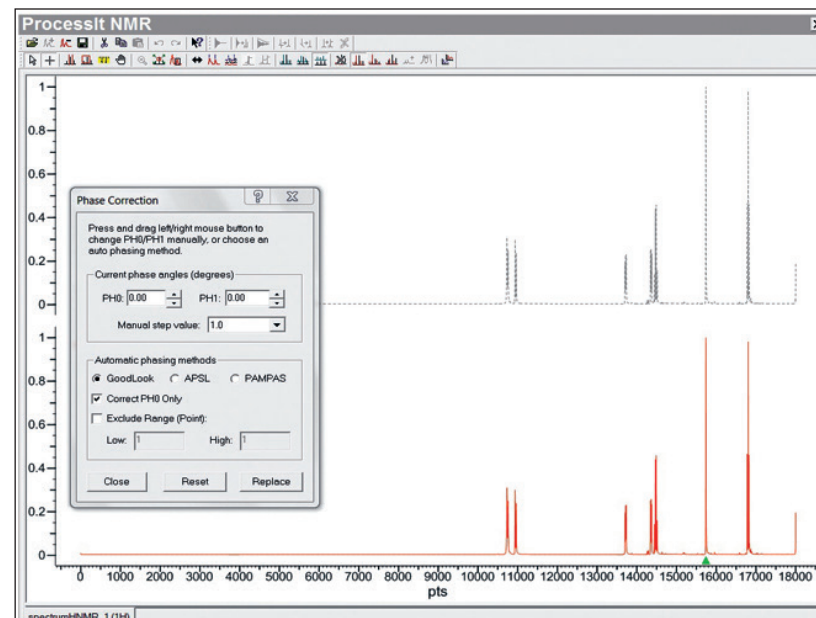 ProcessIt NMR
1
0.8
0.6
0.4
0.2
0
Phase Correction
Press and drag left/right mouse button to
change PH0/PH1 manually, or choose an
auto phasing method.
Current phase angles (degrees)
PH0: 0.00 PH1: 0.00
Manual step value: 1.0
Automatic phasing methods
GoodLook APSL PAMPAS
Correct PH0 Only
Exclude Range (Point):
Low: 1 High: 1
Close Reset Replace
1
0.8
0.6
0.4
0.2
0
0 1000 2000 3000 4000 5000 6000 7000 8000 9000 10000 11000 12000 13000 14000 15000 16000 17000 18000
pts
spectrumHNMR_1 (1H)